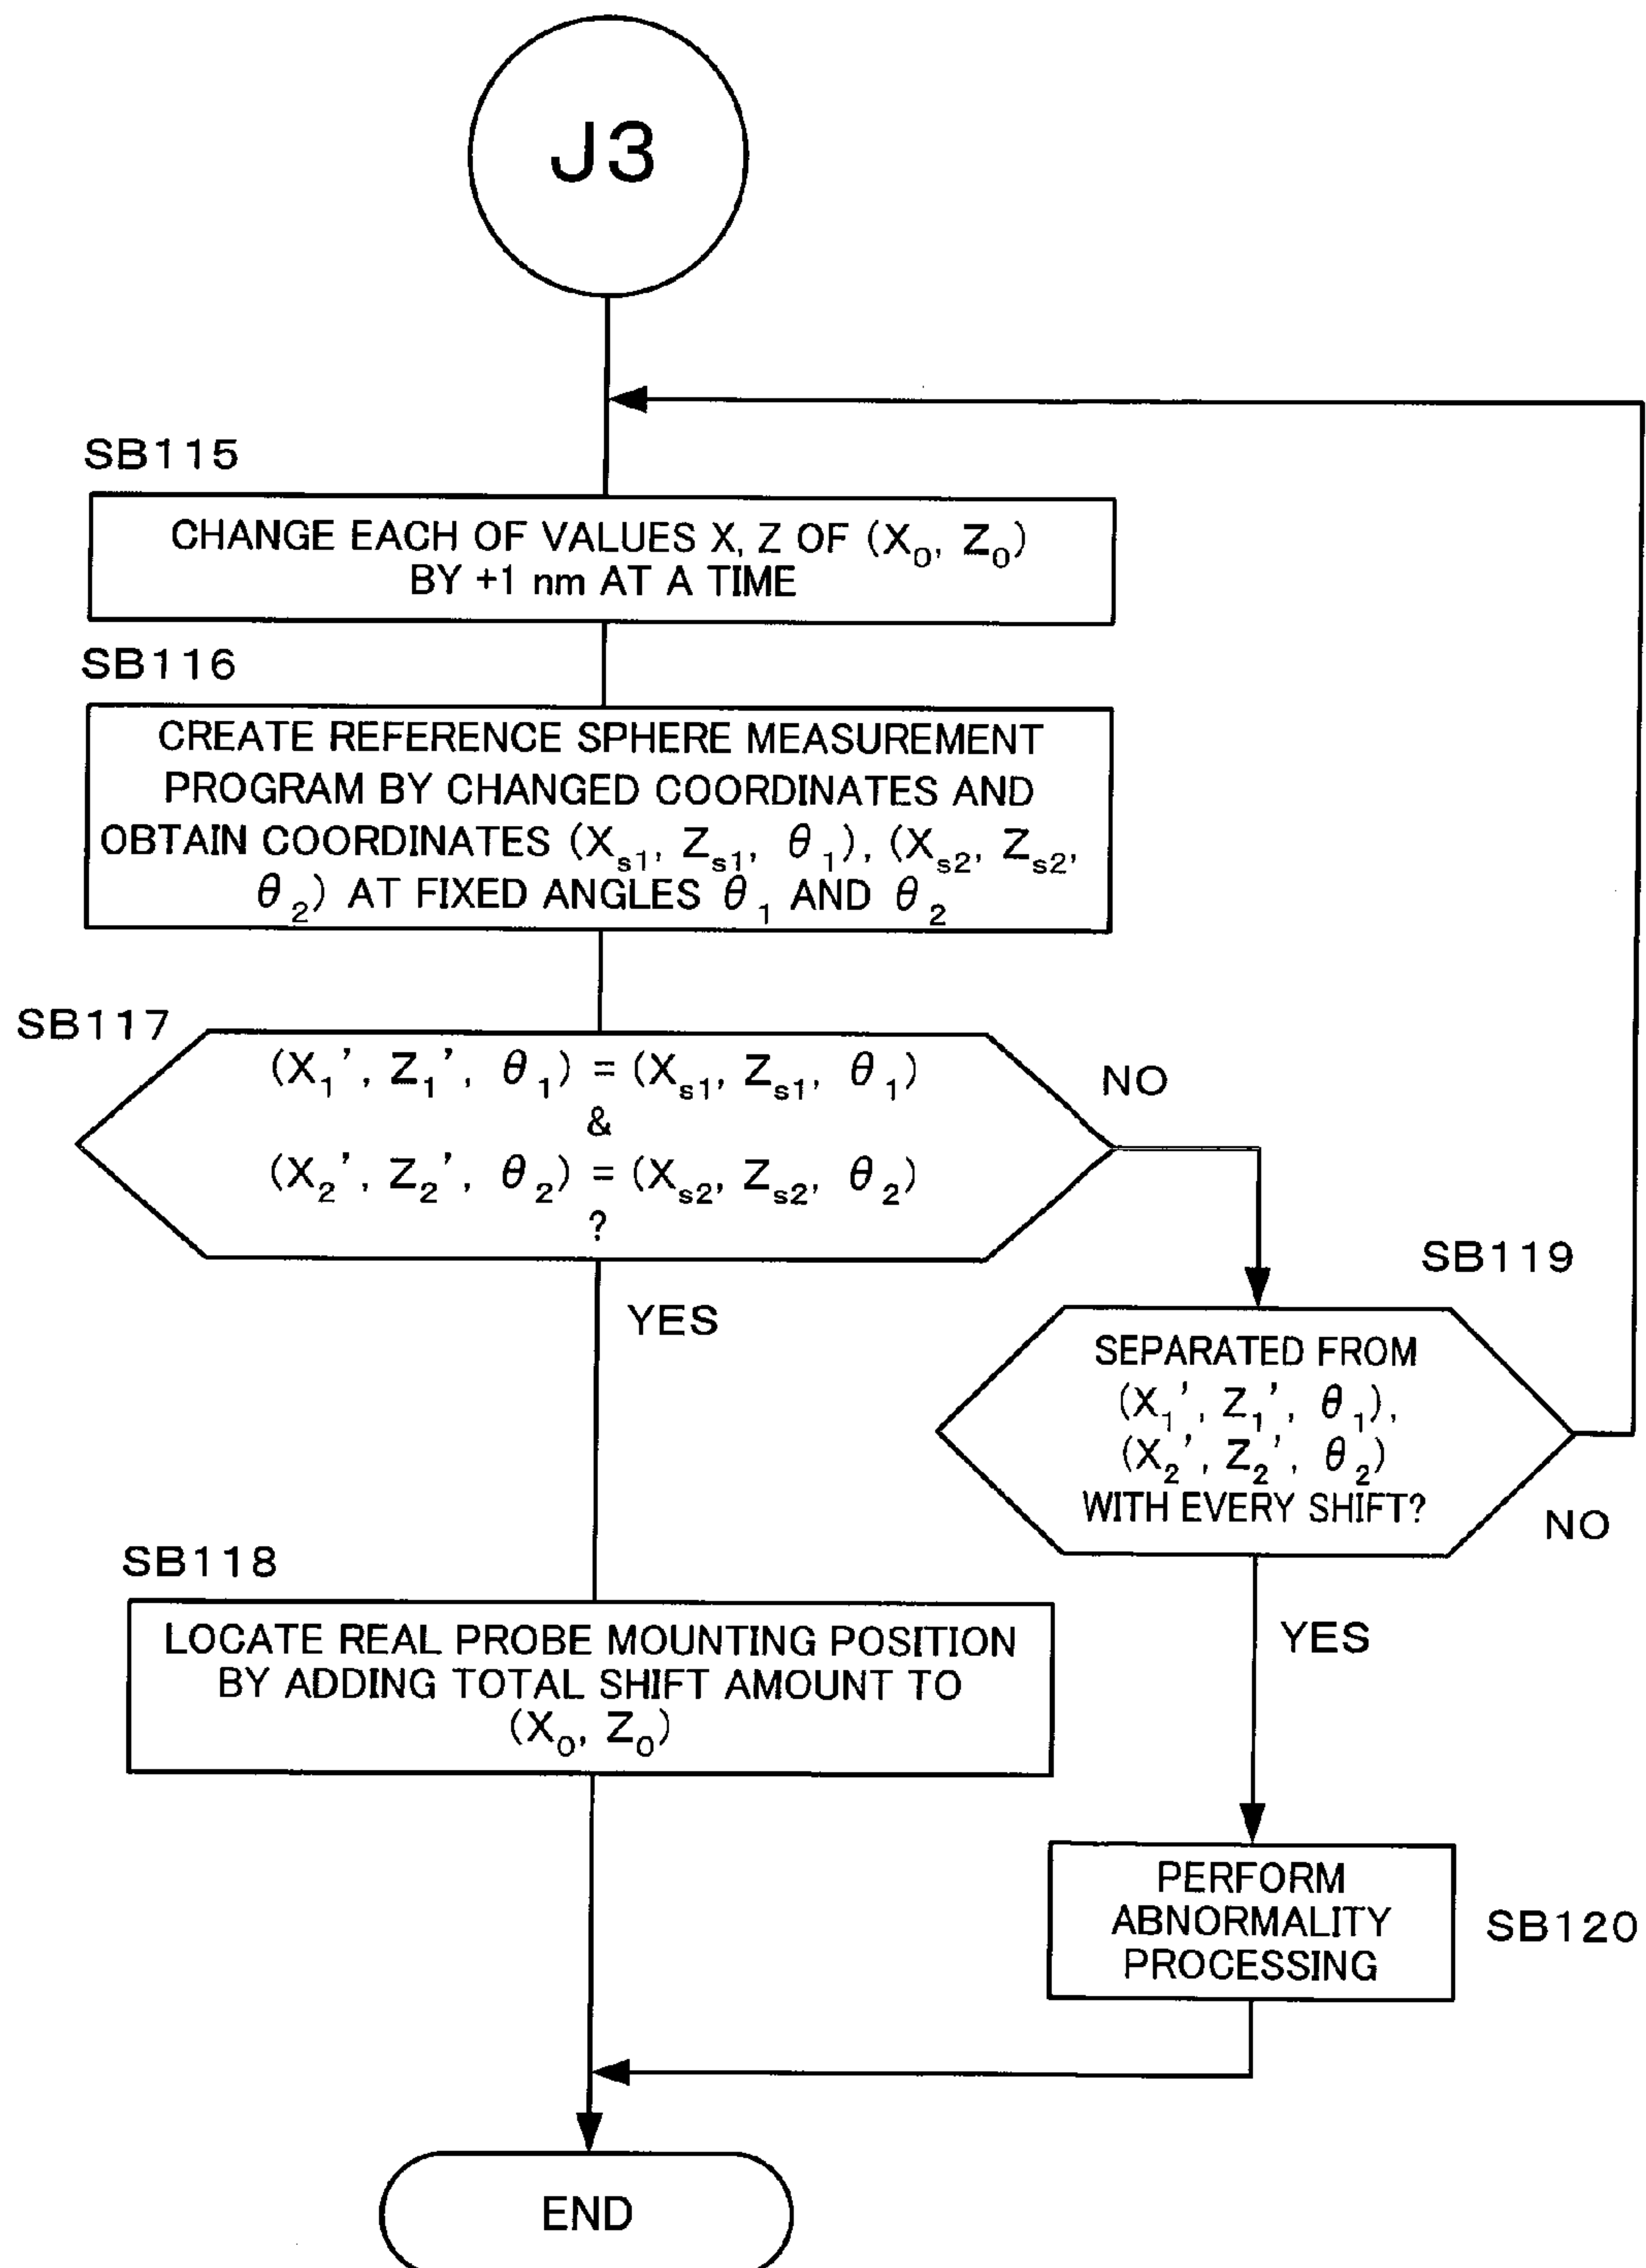 J3
SB115
CHANGE EACH OF VALUES X, Z OF (X₀, Z₀)
BY +1 nm AT A TIME
SB116
CREATE REFERENCE SPHERE MEASUREMENT
PROGRAM BY CHANGED COORDINATES AND
OBTAIN COORDINATES (Xₛ₁, Zₛ₁, θ₁), (Xₛ₂, Zₛ₂,
θ₂) AT FIXED ANGLES θ₁ AND θ₂
SB117
(X₁', Z₁', θ₁) = (Xₛ₁, Zₛ₁, θ₁)
&
(X₂', Z₂', θ₂) = (Xₛ₂, Zₛ₂, θ₂)
?
NO
YES
SB119
SEPARATED FROM
(X₁', Z₁', θ₁),
(X₂', Z₂', θ₂)
WITH EVERY SHIFT?
NO
YES
SB118
LOCATE REAL PROBE MOUNTING POSITION
BY ADDING TOTAL SHIFT AMOUNT TO
(X₀, Z₀)
PERFORM
ABNORMALITY
PROCESSING
SB120
END